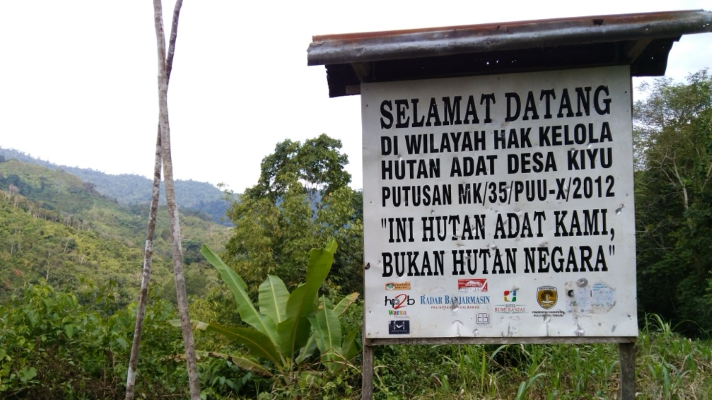 SELAMAT DATANG
DI WILAYAH HAK KELOLA
HUTAN ADAT DESA KIYU
PUTUSAN MK/35/PUU-X/2012
"INI HUTAN ADAT KAMI,
BUKAN HUTAN NEGARA"
RADAR BANJARMASIN